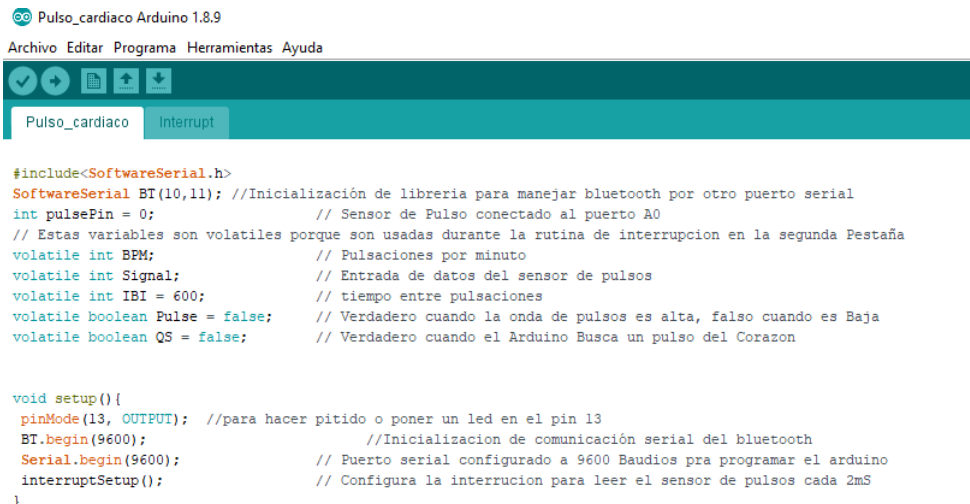 Pulso_cardiaco Arduino 1.8.9
Archivo Editar Programa Herramientas Ayuda
Pulso_cardiaco Interrupt
#include<SoftwareSerial.h>
SoftwareSerial BT(10,11); //Inicialización de libreria para manejar bluetooth por otro puerto serial
int pulsePin = 0; // Sensor de Pulso conectado al puerto A0
// Estas variables son volatiles porque son usadas durante la rutina de interrupcion en la segunda Pestaña
volatile int BPM; // Pulsaciones por minuto
volatile int Signal; // Entrada de datos del sensor de pulsos
volatile int IBI = 600; // tiempo entre pulsaciones
volatile boolean Pulse = false; // Verdadero cuando la onda de pulsos es alta, falso cuando es Baja
volatile boolean QS = false; // Verdadero cuando el Arduino Busca un pulso del Corazon
void setup(){
pinMode(13, OUTPUT); //para hacer pitido o poner un led en el pin 13
BT.begin(9600); //Inicializacion de comunicación serial del bluetooth
Serial.begin(9600); // Puerto serial configurado a 9600 Baudios pra programar el arduino
interruptSetup(); // Configura la interrucion para leer el sensor de pulsos cada 2mS
}